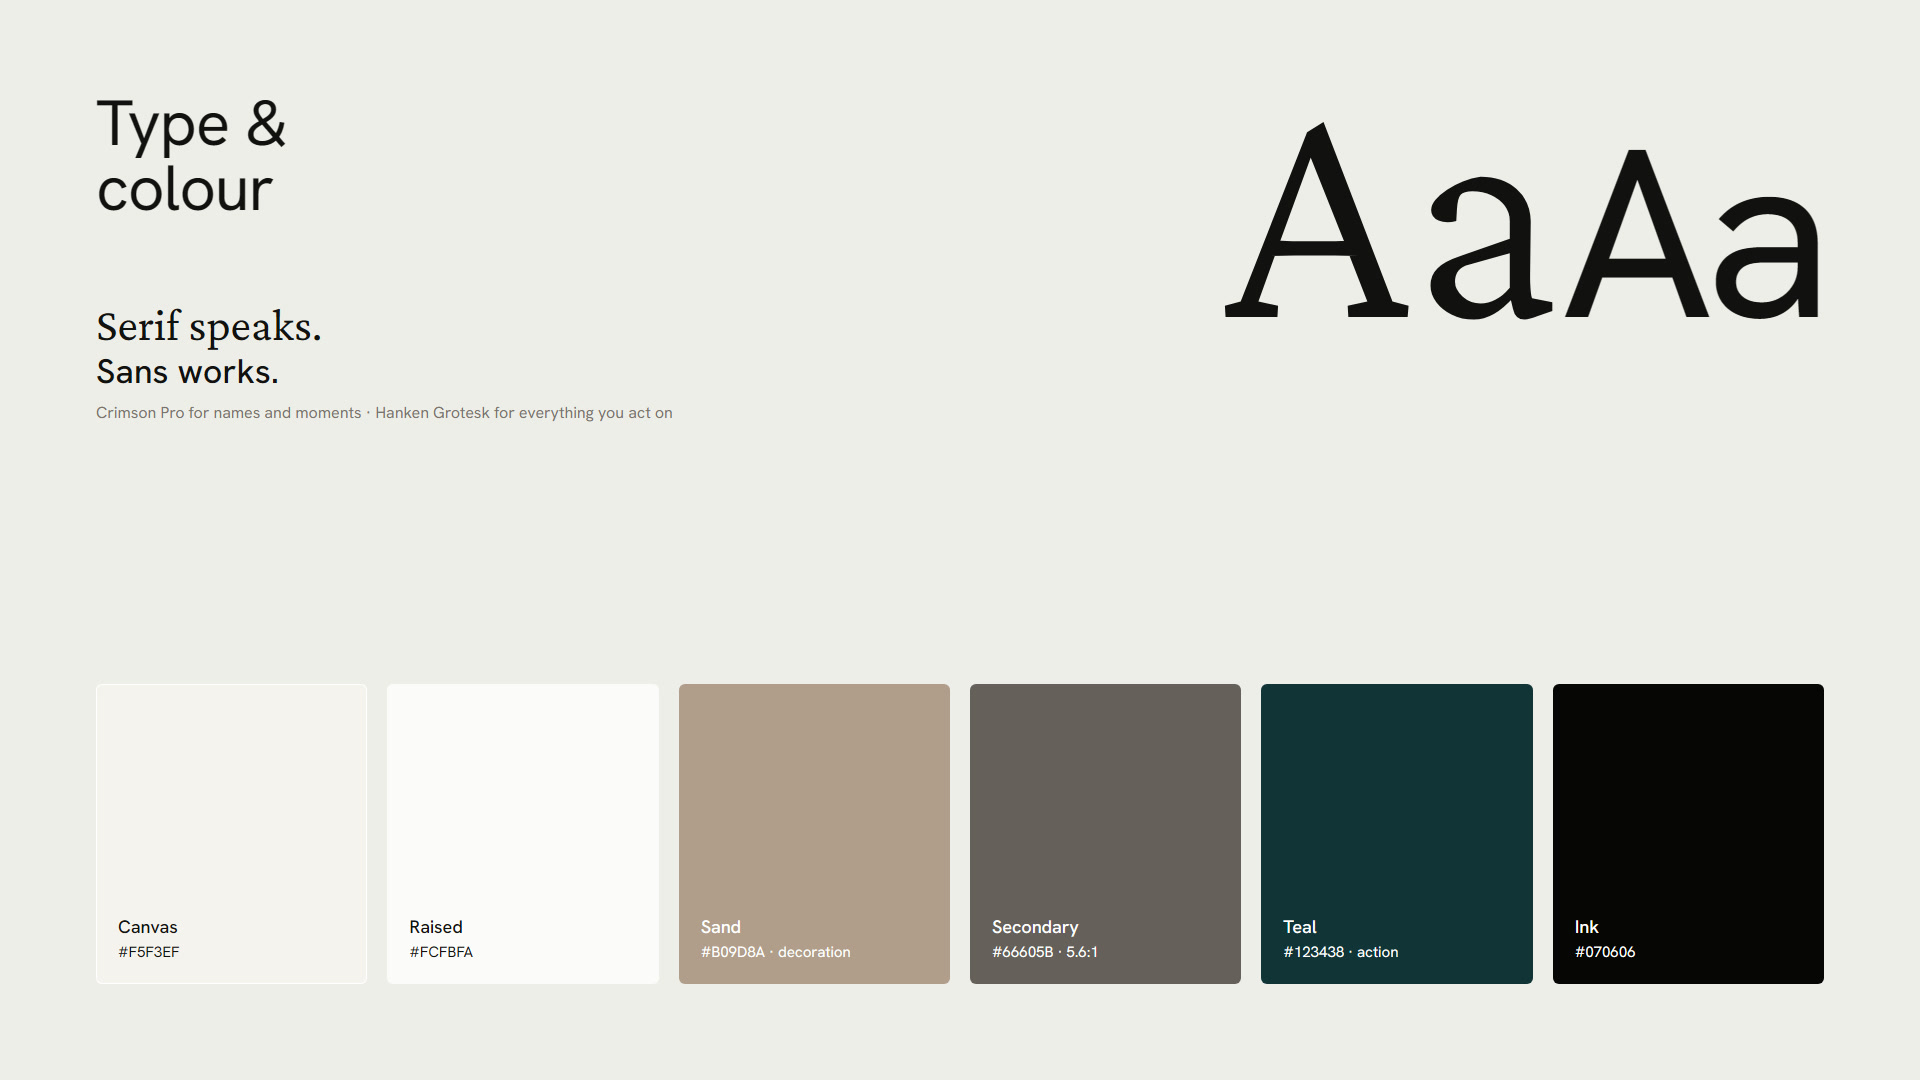 Type &
colour
AaAa
Serif speaks.
Sans works.
Crimson Pro for names and moments · Hanken Grotesk for everything you act on
Canvas
#F5F3EF
Raised
#FCFBFA
Sand
#B09D8A · decoration
Secondary
#66605B · 5.6:1
Teal
#123438 · action
Ink
#070606